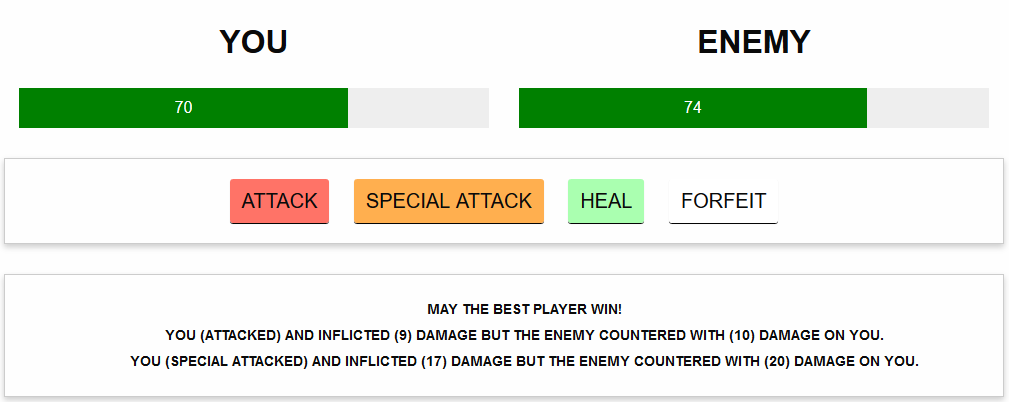 YOU
ENEMY
70
74
ATTACK
SPECIAL ATTACK
HEAL
FORFEIT
MAY THE BEST PLAYER WIN!
YOU (ATTACKED) AND INFLICTED (9) DAMAGE BUT THE ENEMY COUNTERED WITH (10) DAMAGE ON YOU.
YOU (SPECIAL ATTACKED) AND INFLICTED (17) DAMAGE BUT THE ENEMY COUNTERED WITH (20) DAMAGE ON YOU.